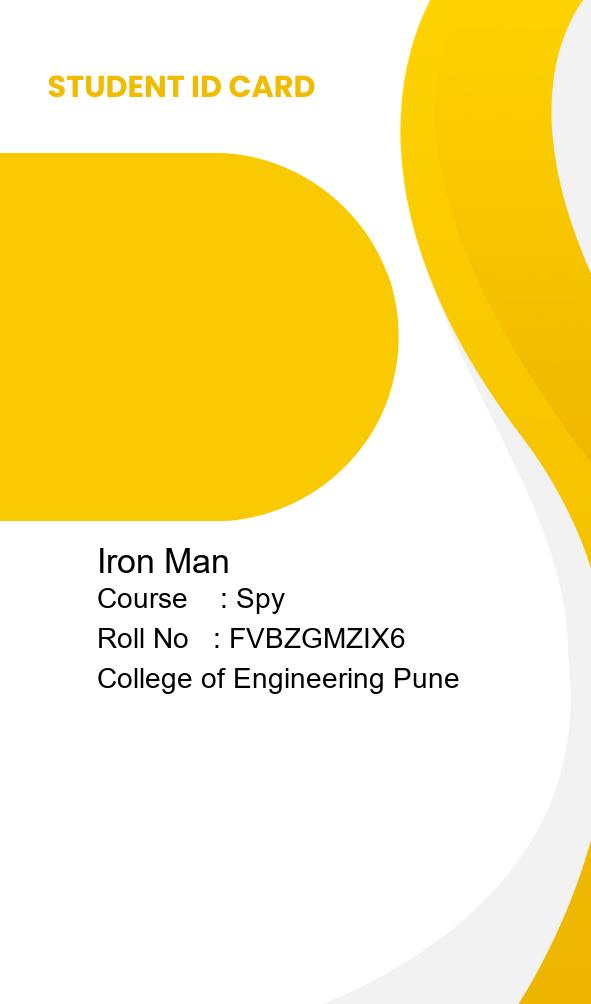 STUDENT ID CARD
Iron Man
Course : Spy
Roll No : FVBZGMZIX6
College of Engineering Pune